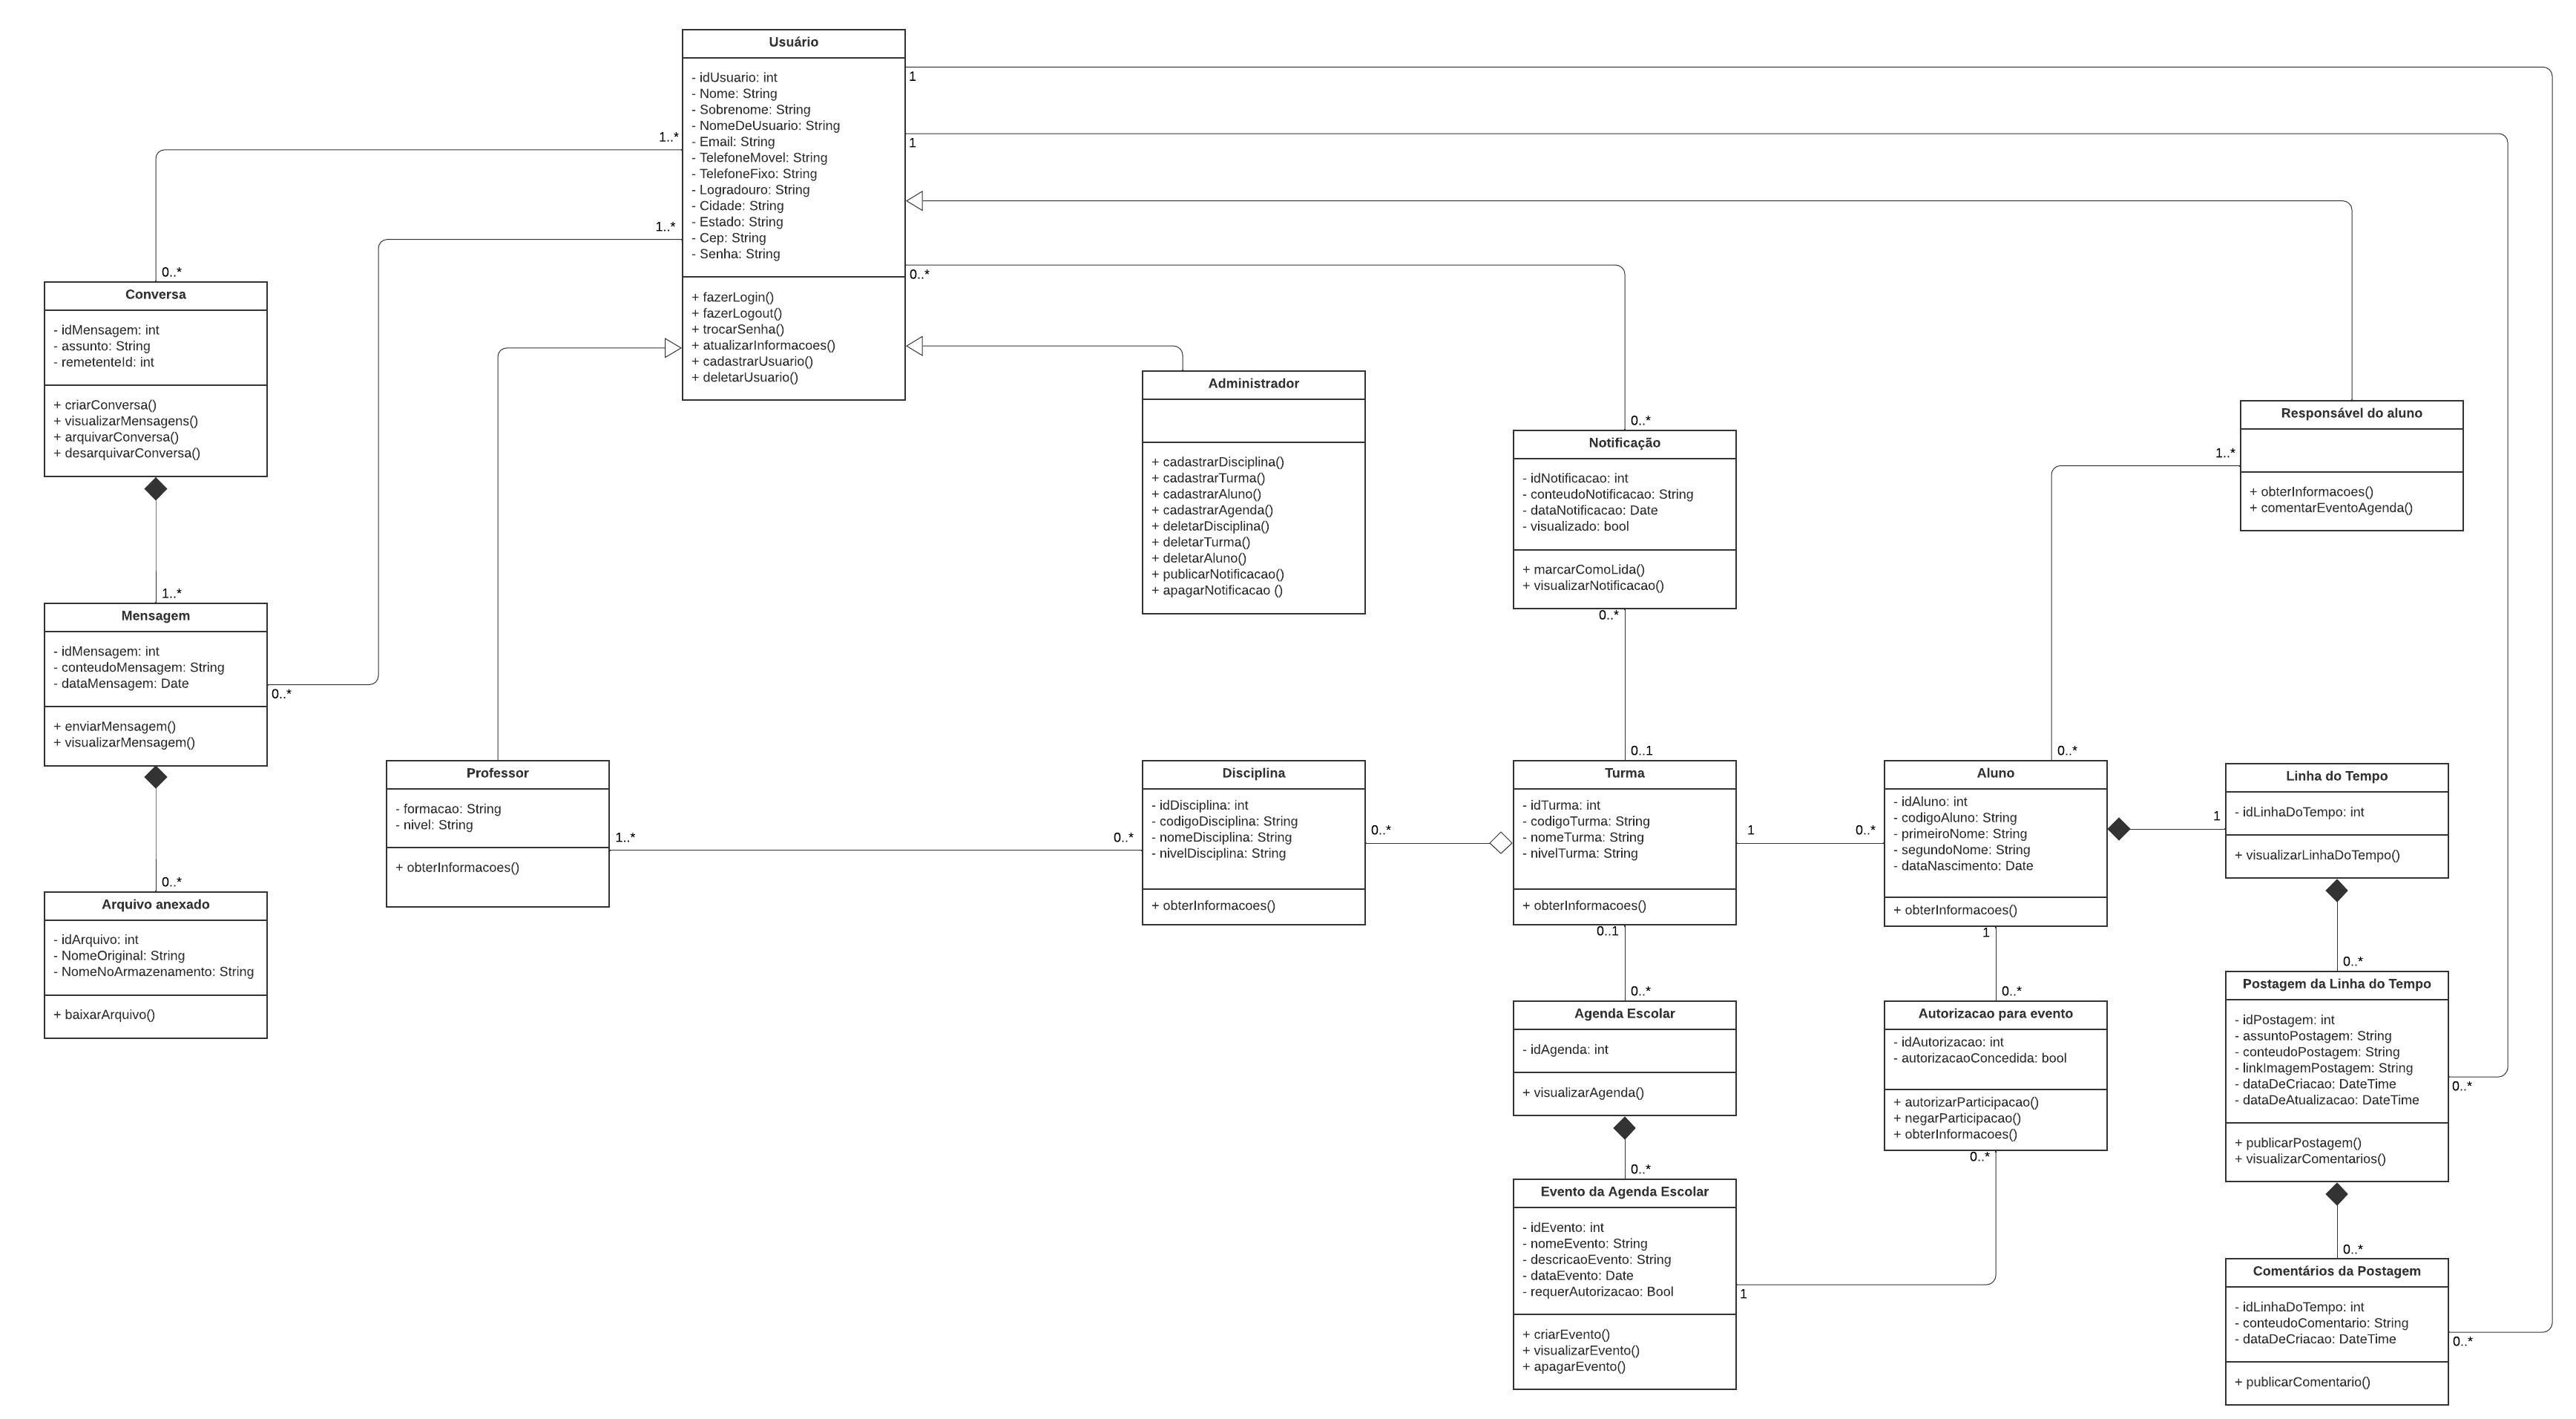 Usuário
- idUsuario: int
- Nome: String
- Sobrenome: String
- NomeDeUsuario: String
- Email: String
- TelefoneMovel: String
- TelefoneFixo: String
- Logradouro: String
- Cidade: String
- Estado: String
- Cep: String
- Senha: String
+ fazerLogin()
+ fazerLogout()
+ trocarSenha()
+ atualizarInformacoes()
+ cadastrarUsuario()
+ deletarUsuario()
1
1
1..*
1..*
0..*
0..*
Conversa
- idMensagem: int
- assunto: String
- remetenteId: int
+ criarConversa()
+ visualizarMensagens()
+ arquivarConversa()
+ desarquivarConversa()
1..*
Mensagem
- idMensagem: int
- conteudoMensagem: String
- dataMensagem: Date
+ enviarMensagem()
+ visualizarMensagem()
0..*
0..*
Arquivo anexado
- idArquivo: int
- NomeOriginal: String
- NomeNoArmazenamento: String
+ baixarArquivo()
Administrador
+ cadastrarDisciplina()
+ cadastrarTurma()
+ cadastrarAluno()
+ cadastrarAgenda()
+ deletarDisciplina()
+ deletarTurma()
+ deletarAluno()
+ publicarNotificacao()
+ apagarNotificacao ()
0..*
Notificação
- idNotificacao: int
- conteudoNotificacao: String
- dataNotificacao: Date
- visualizado: bool
+ marcarComoLida()
+ visualizarNotificacao()
0..*
0..1
Responsável do aluno
+ obterInformacoes()
+ comentarEventoAgenda()
1..*
0..*
Professor
- formacao: String
- nivel: String
+ obterInformacoes()
1..*
0..*
Disciplina
- idDisciplina: int
- codigoDisciplina: String
- nomeDisciplina: String
- nivelDisciplina: String
+ obterInformacoes()
0..*
Turma
- idTurma: int
- codigoTurma: String
- nomeTurma: String
- nivelTurma: String
+ obterInformacoes()
1
0..*
0..1
0..*
Aluno
- idAluno: int
- codigoAluno: String
- primeiroNome: String
- segundoNome: String
- dataNascimento: Date
+ obterInformacoes()
1
1
0..*
Linha do Tempo
- idLinhaDoTempo: int
+ visualizarLinhaDoTempo()
0..*
Agenda Escolar
- idAgenda: int
+ visualizarAgenda()
0..*
Autorizacao para evento
- idAutorizacao: int
- autorizacaoConcedida: bool
+ autorizarParticipacao()
+ negarParticipacao()
+ obterInformacoes()
0..*
Postagem da Linha do Tempo
- idPostagem: int
- assuntoPostagem: String
- conteudoPostagem: String
- linkImagemPostagem: String
- dataDeCriacao: DateTime
- dataDeAtualizacao: DateTime
+ publicarPostagem()
+ visualizarComentarios()
0..*
0..*
Evento da Agenda Escolar
- idEvento: int
- nomeEvento: String
- descricaoEvento: String
- dataEvento: Date
- requerAutorizacao: Bool
+ criarEvento()
+ visualizarEvento()
+ apagarEvento()
1
Comentários da Postagem
- idLinhaDoTempo: int
- conteudoComentario: String
- dataDeCriacao: DateTime
+ publicarComentario()
0..*